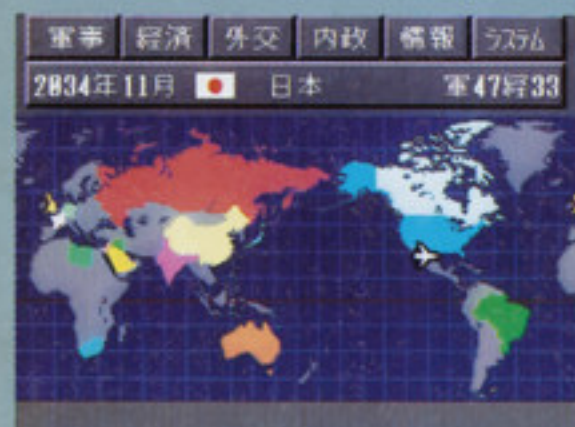 軍事 経済 外交 内政 情報 システム
2034年11月 日本 軍47経33